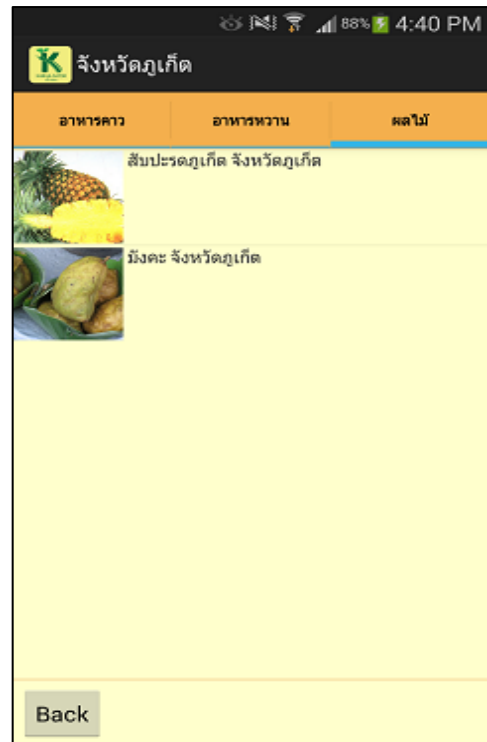 88% 4:40 PM
จังหวัดภูเก็ต
อาหารคาว อาหารหวาน ผลไม้
สับปะรดภูเก็ต จังหวัดภูเก็ต
มังคะ จังหวัดภูเก็ต
Back